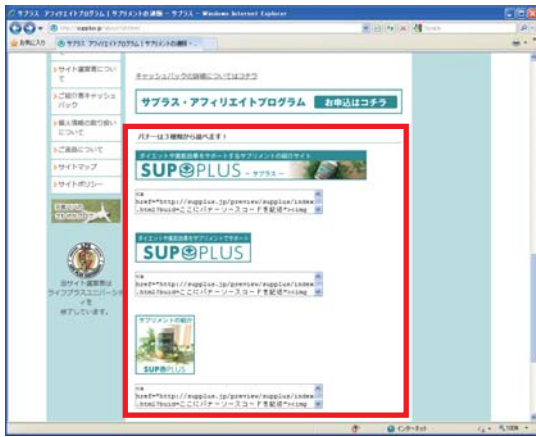 サプラス アフィリエイトプログラム | サプリメントの通販 - サプラス - Windows Internet Explorer
お気に入り
サプラス アフィリエイトプログラム | サプリメントの通販 - ...
サイト運営者につい
て
ご紹介者キャッシュ
バック
個人情報の取り扱い
について
ご返品について
サイトマップ
サイトポリシー
当サイト運営者は
ライフプラスユニバーシテ
ィを
修了しています。
キャッシュバックの詳細についてはコチラ
サプラス・アフィリエイトプログラム お申込はコチラ
バナーは３種類から選べます！
ダイエットや美肌効果をサポートするサプリメントの紹介サイト
SUPPLUS - サプラス -
<a
href="http://supplus.jp/preview/supplus/index
.html?buid=ここにバナーソースコードを記述"><img
ダイエットや美肌効果をサプリメントでサポート
SUPPLUS
<a
href="http://supplus.jp/preview/supplus/index
.html?buid=ここにバナーソースコードを記述"><img
サプリメントの紹介
SUPPLUS
<a
href="http://supplus.jp/preview/supplus/index
.html?buid=ここにバナーソースコードを記述"><img
インターネット
100%